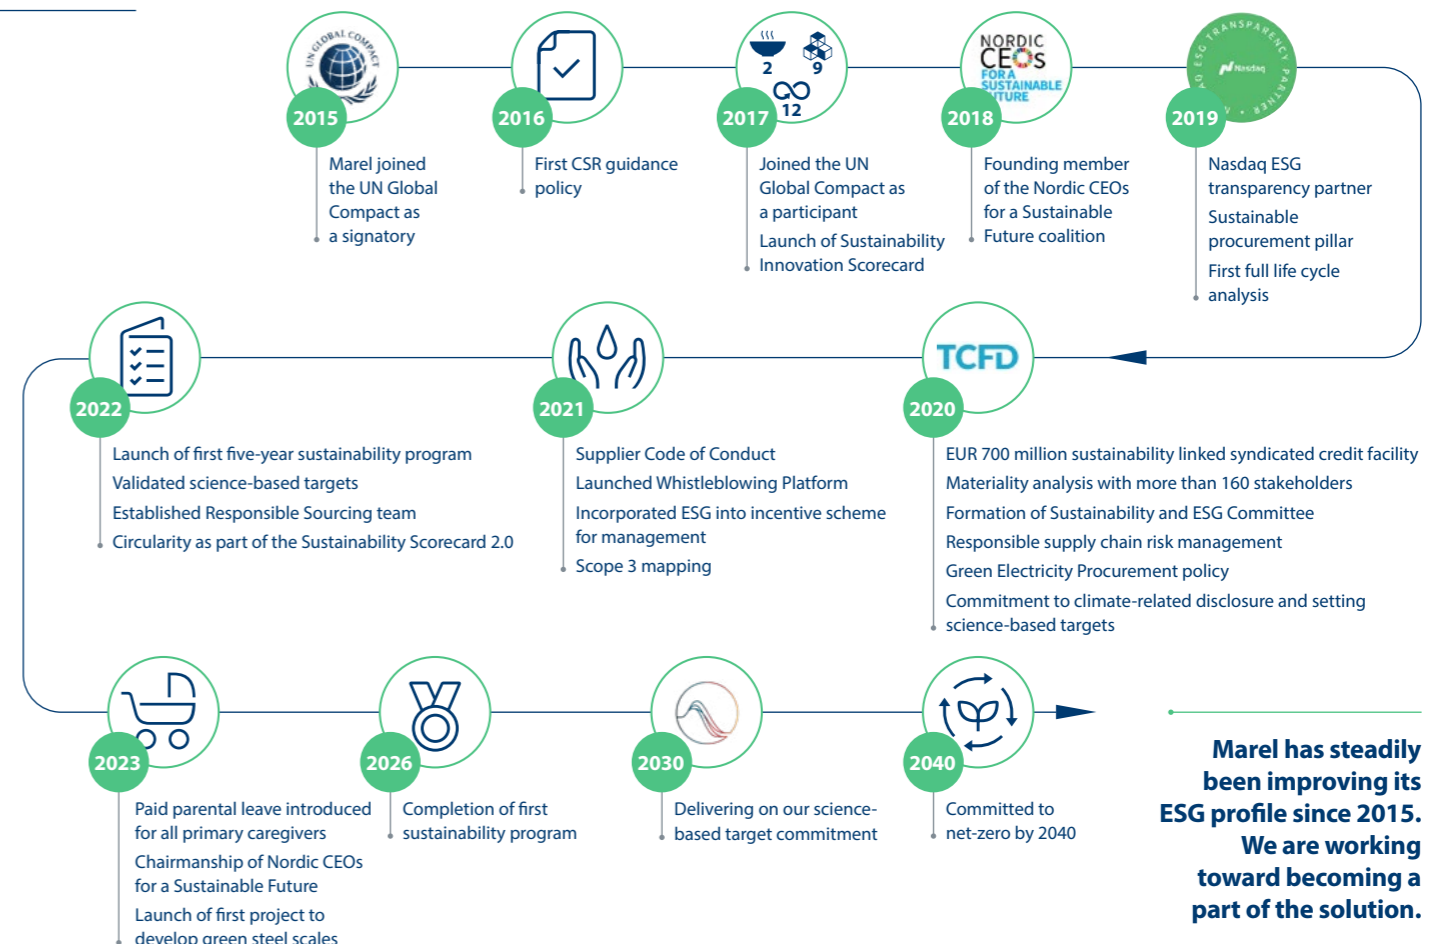 UN GLOBAL COMPACT
2015
Marel joined
the UN Global
Compact as
a signatory
2016
First CSR guidance
policy
2
9
12
2017
Joined the UN
Global Compact as
a participant
Launch of Sustainability
Innovation Scorecard
NORDIC
CEOs
FOR A
SUSTAINABLE
2018
Founding member
of the Nordic CEOs
for a Sustainable
Future coalition
ESG TRANSPARENCY PARTNER
Nasdaq
2019
Nasdaq ESG
transparency partner
Sustainable
procurement pillar
First full life cycle
analysis
TCFD
2020
EUR 700 million sustainability linked syndicated credit facility
Materiality analysis with more than 160 stakeholders
Formation of Sustainability and ESG Committee
Responsible supply chain risk management
Green Electricity Procurement policy
Commitment to climate-related disclosure and setting
science-based targets
2021
Supplier Code of Conduct
Launched Whistleblowing Platform
Incorporated ESG into incentive scheme
for management
Scope 3 mapping
2022
Launch of first five-year sustainability program
Validated science-based targets
Established Responsible Sourcing team
Circularity as part of the Sustainability Scorecard 2.0
2023
Paid parental leave introduced
for all primary caregivers
Chairmanship of Nordic CEOs
for a Sustainable Future
Launch of first project to
develop green steel scales
2026
Completion of first
sustainability program
2030
Delivering on our science-
based target commitment
2040
Committed to
net-zero by 2040
Marel has steadily
been improving its
ESG profile since 2015.
We are working
toward becoming a
part of the solution.